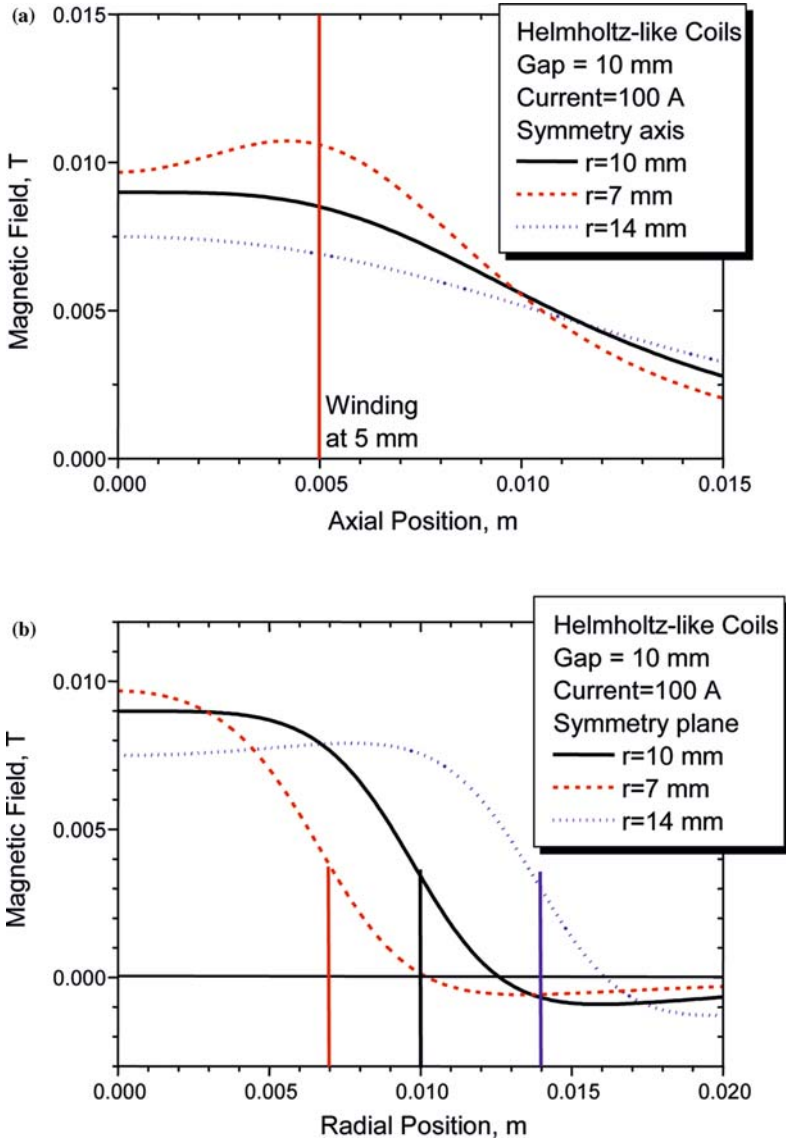 (a)
0.015
0.010
0.005
0.000
Magnetic Field, T
Helmholtz-like Coils
Gap = 10 mm
Current=100 A
Symmetry axis
r=10 mm
r=7 mm
r=14 mm
Winding
at 5 mm
0.000 0.005 0.010 0.015
Axial Position, m
(b)
0.010
0.005
0.000
Magnetic Field, T
Helmholtz-like Coils
Gap = 10 mm
Current=100 A
Symmetry plane
r=10 mm
r=7 mm
r=14 mm
0.000 0.005 0.010 0.015 0.020
Radial Position, m